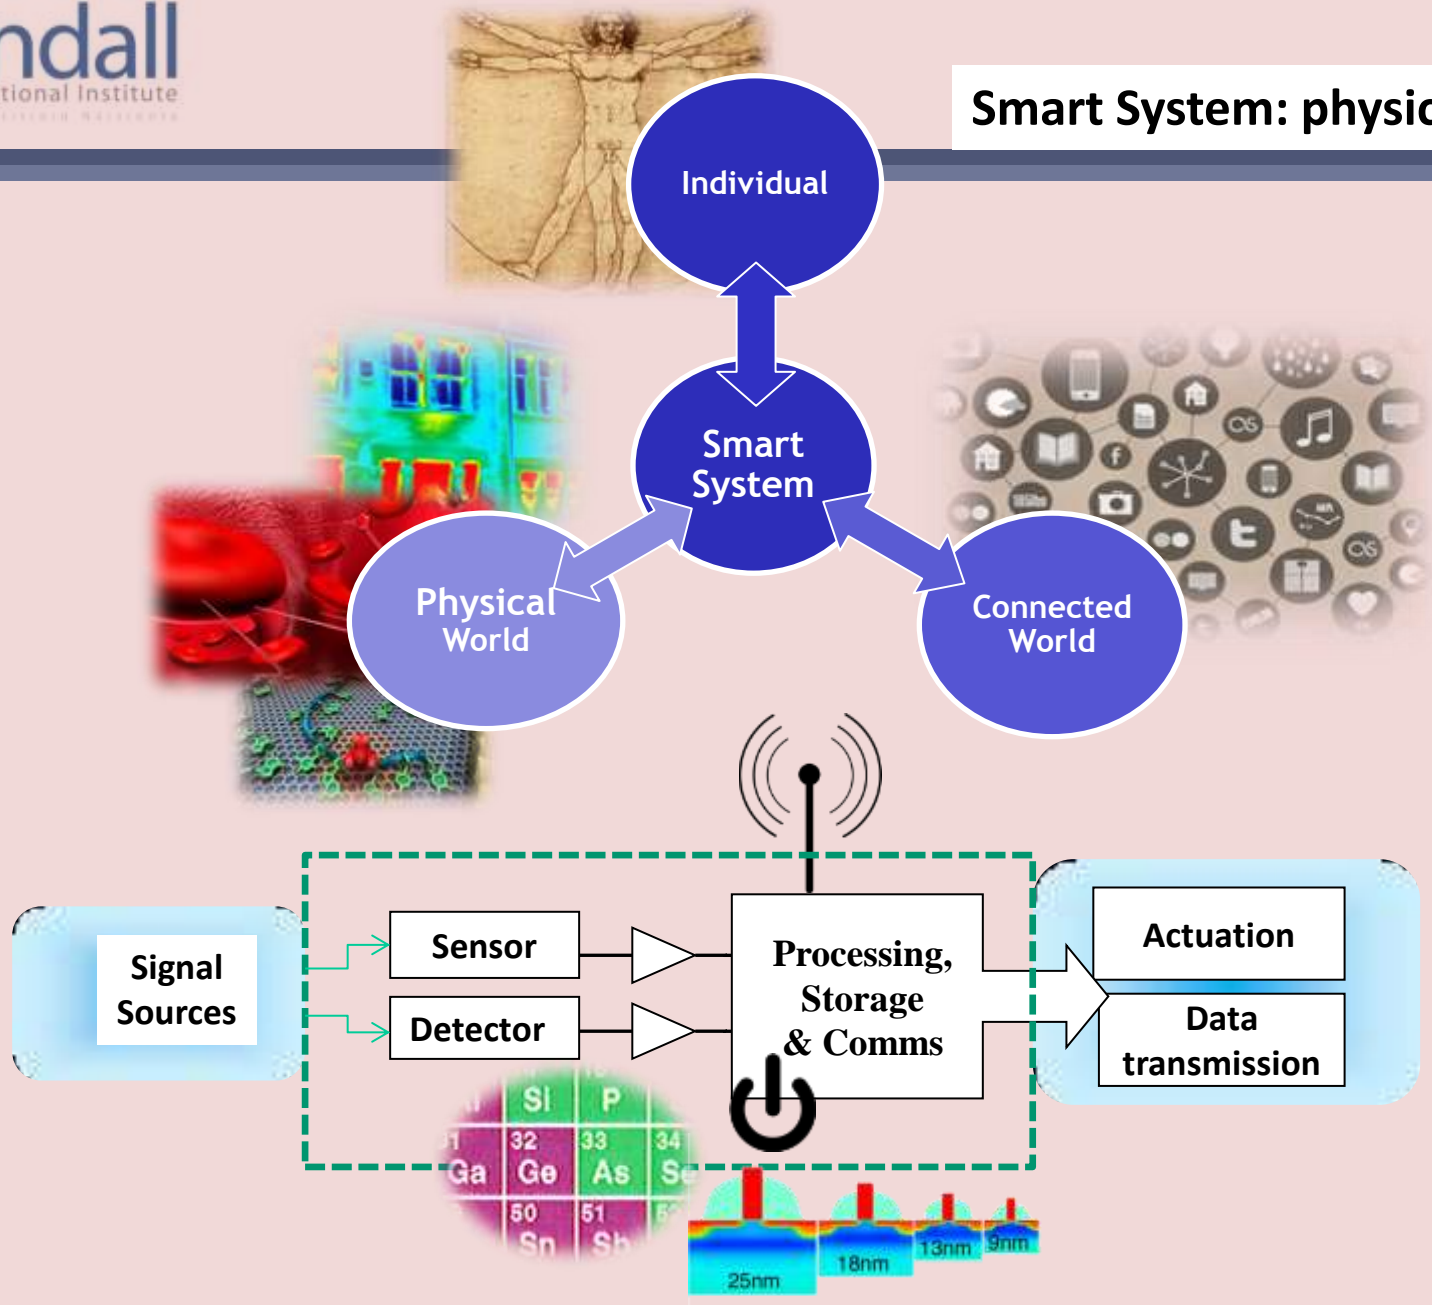 ndall
tional Institute
Smart System: physic
Individual
Smart
System
Physical
World
Connected
World
Signal
Sources
Sensor
Detector
Processing,
Storage
& Comms
Actuation
Data
transmission
Si P
31 32 33 34
Ga Ge As Se
50 51
Sn Sb
25nm
18nm
13nm
9nm